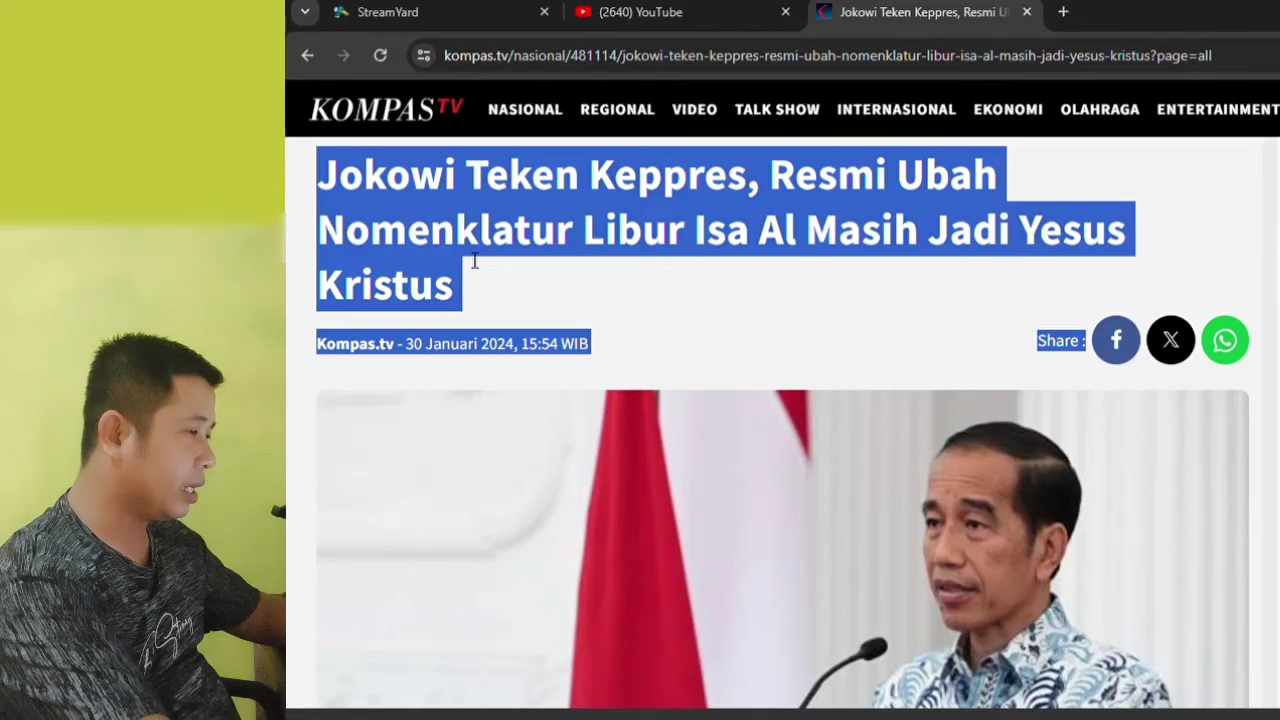 StreamYard
(2640) YouTube
Jokowi Teken Keppres, Resmi U
kompas.tv/nasional/481114/jokowi-teken-keppres-resmi-ubah-nomenklatur-libur-isa-al-masih-jadi-yesus-kristus?page=all
KOMPASTV NASIONAL REGIONAL VIDEO TALK SHOW INTERNASIONAL EKONOMI OLAHRAGA ENTERTAINMENT
Jokowi Teken Keppres, Resmi Ubah
Nomenklatur Libur Isa Al Masih Jadi Yesus
Kristus
Kompas.tv - 30 Januari 2024, 15:54 WIB
Share :